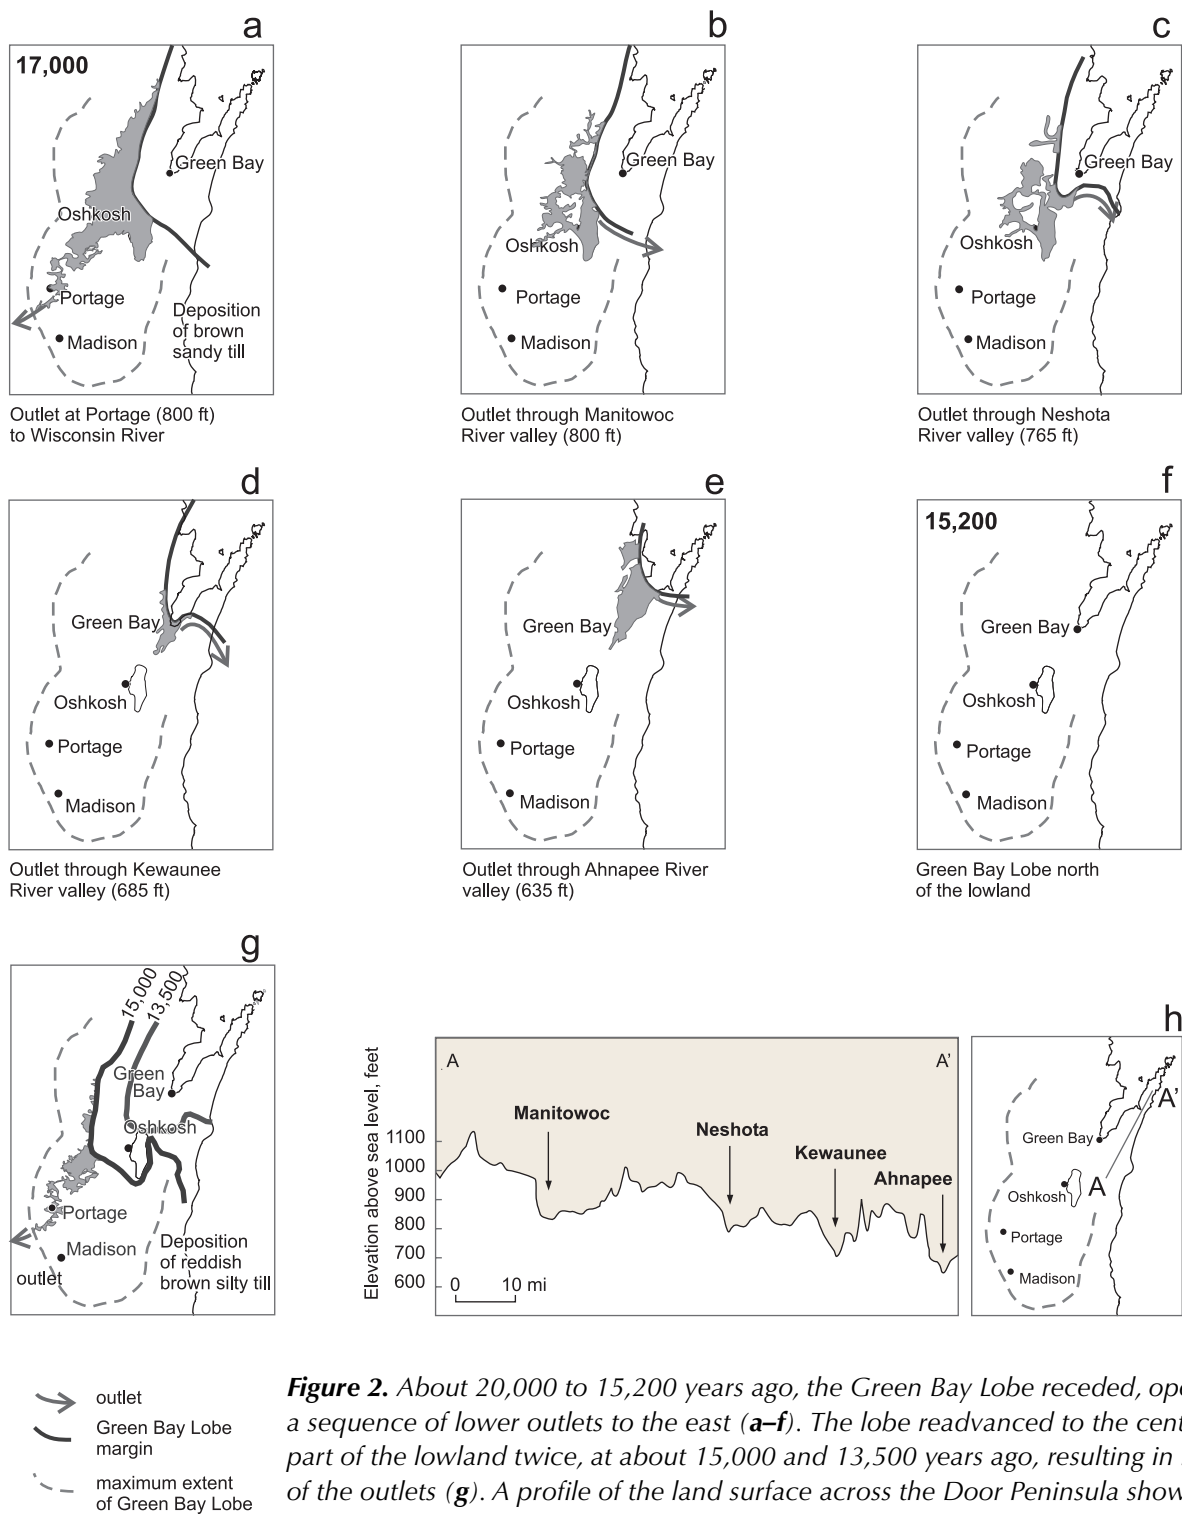 a
17,000
Green Bay
Oshkosh
Portage
Madison
Deposition
of brown
sandy till
Outlet at Portage (800 ft)
to Wisconsin River
b
Green Bay
Oshkosh
Portage
Madison
Outlet through Manitowoc
River valley (800 ft)
c
Green Bay
Oshkosh
Portage
Madison
Outlet through Neshota
River valley (765 ft)
d
Green Bay
Oshkosh
Portage
Madison
Outlet through Kewaunee
River valley (685 ft)
e
Green Bay
Oshkosh
Portage
Madison
Outlet through Ahnapee River
valley (635 ft)
f
15,200
Green Bay
Oshkosh
Portage
Madison
Green Bay Lobe north
of the lowland
g
15,000
13,500
Green
Bay
Oshkosh
Portage
Madison
outlet
Deposition
of reddish
brown silty till
Elevation above sea level, feet
A
A'
Manitowoc
Neshota
Kewaunee
Ahnapee
1100
1000
900
800
700
600
0 10 mi
h
A'
Green Bay
A
Oshkosh
Portage
Madison
outlet
Green Bay Lobe
margin
maximum extent
of Green Bay Lobe
Figure 2. About 20,000 to 15,200 years ago, the Green Bay Lobe receded, ope
a sequence of lower outlets to the east (a–f). The lobe readvanced to the cent
part of the lowland twice, at about 15,000 and 13,500 years ago, resulting in
of the outlets (g). A profile of the land surface across the Door Peninsula show